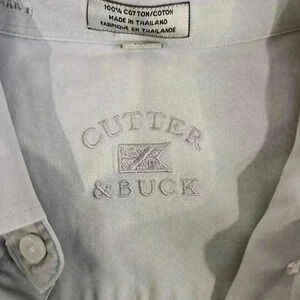 100% COTTON/COTON
MADE IN THAILAND
FABRIQUE EN THAILANDE
CUTTER
& BUCK